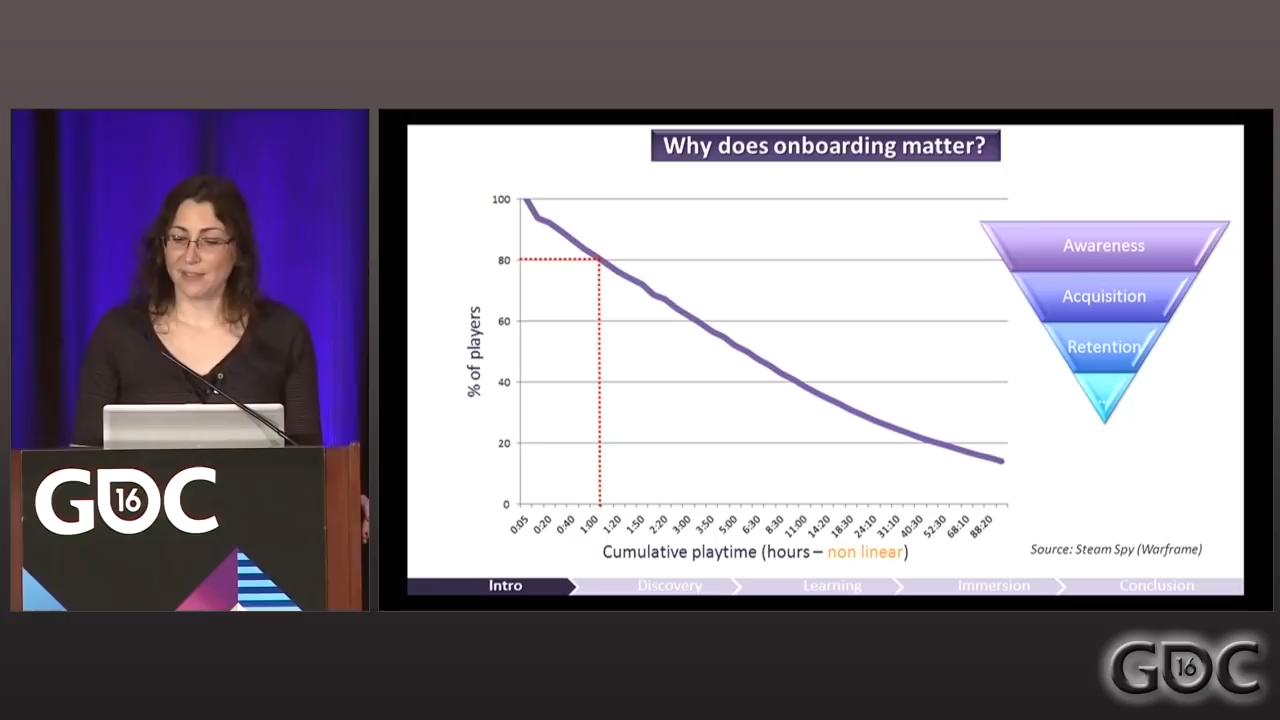 GDC
16
Why does onboarding matter?
100
80
60
40
20
0
% of players
0:05
0:20
0:40
1:00
1:20
1:50
2:20
3:00
3:50
5:00
6:30
8:30
11:00
14:20
18:30
24:10
31:10
40:30
52:30
68:10
88:20
Cumulative playtime (hours – non linear)
Awareness
Acquisition
Retention
Source: Steam Spy (Warframe)
Intro
Discovery
Learning
Immersion
Conclusion
GDC
16